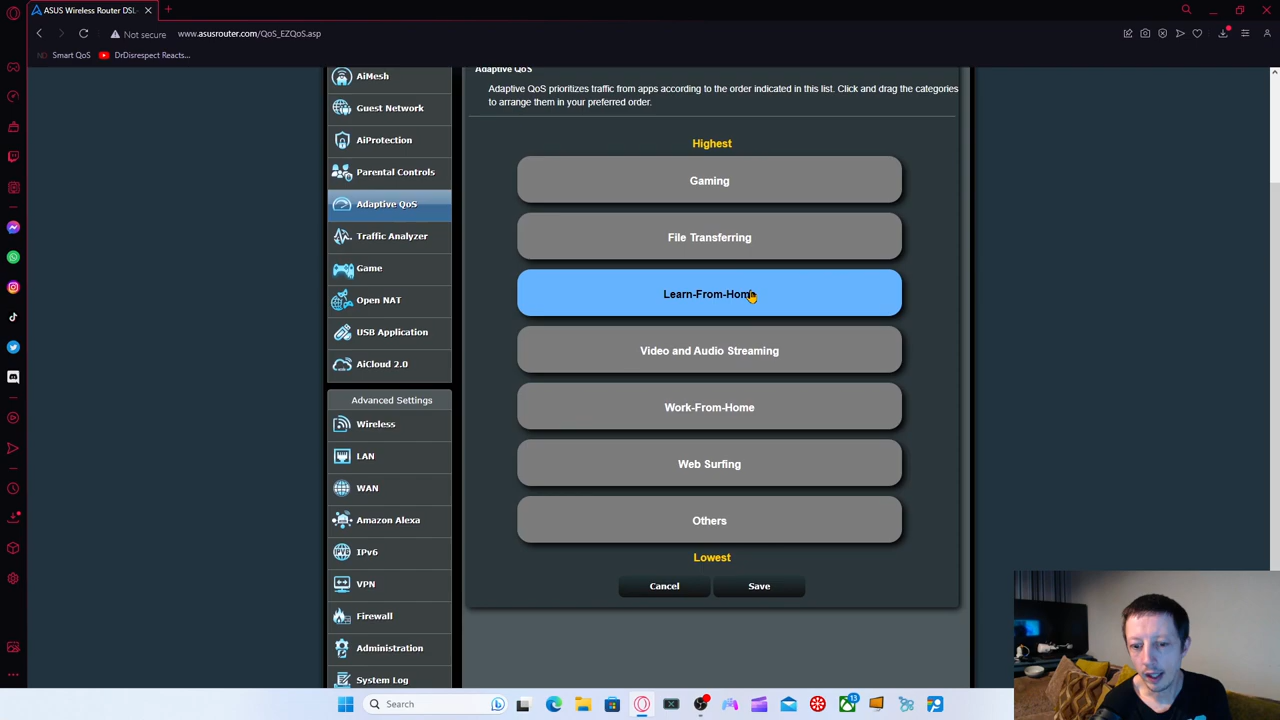 ASUS Wireless Router DSL-
Not secure
www.asusrouter.com/QoS_EZQoS.asp
Smart QoS
DrDisrespect Reacts...
AiMesh
Guest Network
AiProtection
Parental Controls
Adaptive QoS
Traffic Analyzer
Game
Open NAT
USB Application
AiCloud 2.0
Advanced Settings
Wireless
LAN
WAN
Amazon Alexa
IPv6
VPN
Firewall
Administration
System Log
Adaptive QoS
Adaptive QoS prioritizes traffic from apps according to the order indicated in this list. Click and drag the categories
to arrange them in your preferred order.
Highest
Gaming
File Transferring
Learn-From-Home
Video and Audio Streaming
Work-From-Home
Web Surfing
Others
Lowest
Cancel
Save
Search
13